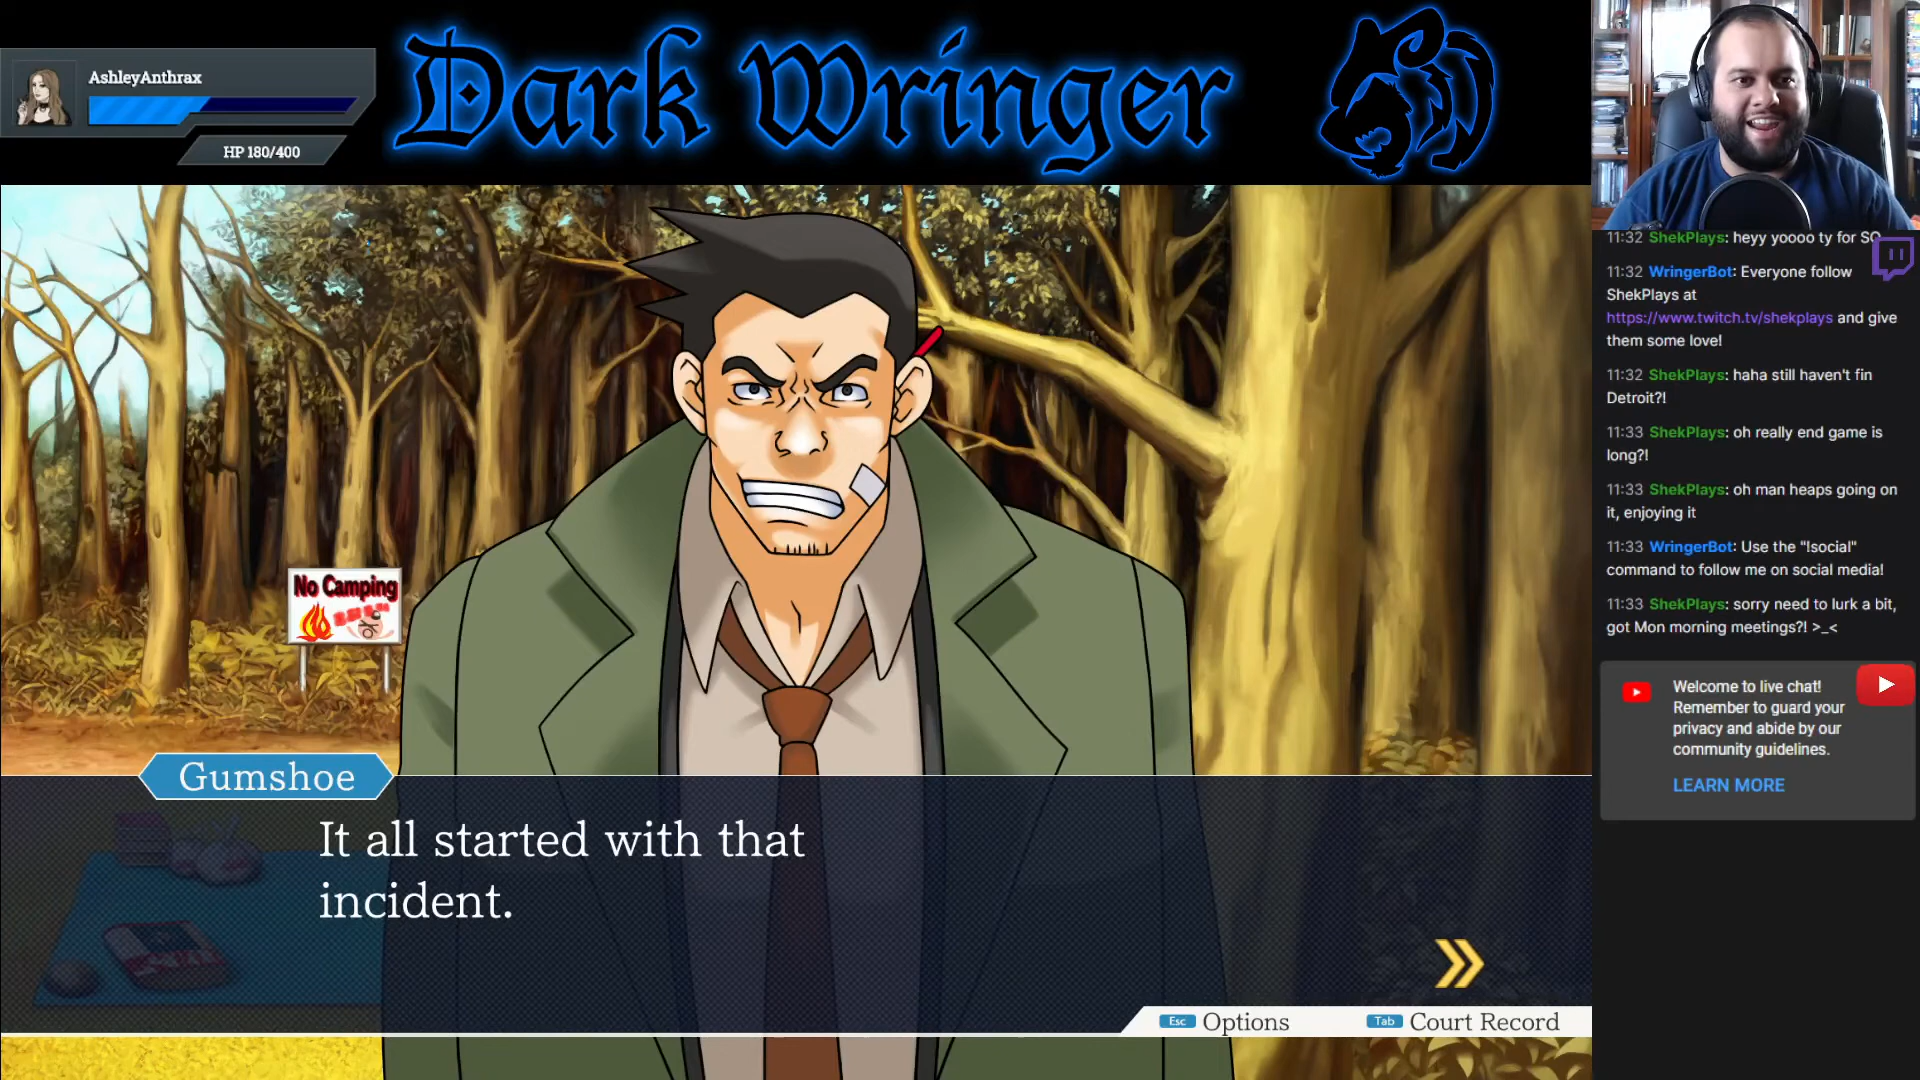 AshleyAnthrax
HP 180/400
Dark Wringer
11:32 ShekPlays: heyy yoooo ty for SO
11:32 WringerBot: Everyone follow
ShekPlays at
https://www.twitch.tv/shekplays and give
them some love!
11:32 ShekPlays: haha still haven't fin
Detroit?!
11:33 ShekPlays: oh really end game is
long?!
11:33 ShekPlays: oh man heaps going on
it, enjoying it
11:33 WringerBot: Use the "!social"
command to follow me on social media!
11:33 ShekPlays: sorry need to lurk a bit,
got Mon morning meetings?! >_<
Welcome to live chat!
Remember to guard your
privacy and abide by our
community guidelines.
LEARN MORE
No Camping
Gumshoe
It all started with that
incident.
Esc Options
Tab Court Record